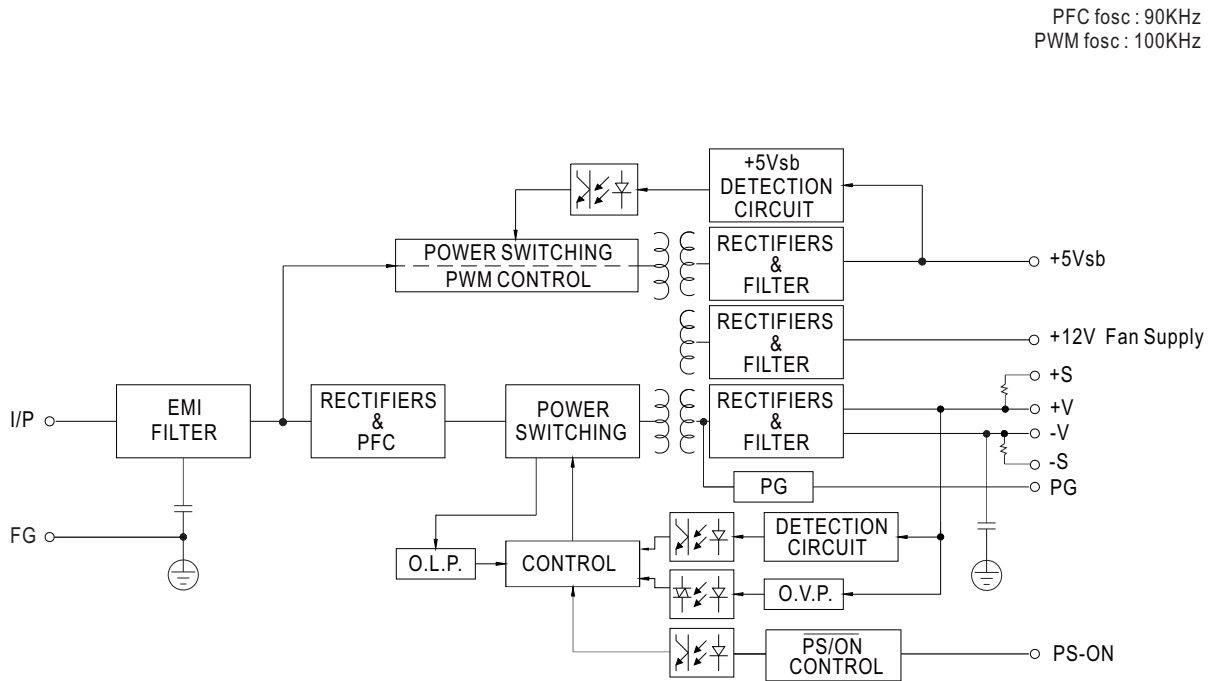 PFC fosc : 90KHz
PWM fosc : 100KHz
+5Vsb
DETECTION
CIRCUIT
POWER SWITCHING
PWM CONTROL
RECTIFIERS
&
FILTER
+5Vsb
RECTIFIERS
&
FILTER
+12V Fan Supply
I/P
EMI
FILTER
RECTIFIERS
&
PFC
POWER
SWITCHING
RECTIFIERS
&
FILTER
+S
+V
-V
-S
PG
PG
FG
O.L.P.
CONTROL
DETECTION
CIRCUIT
O.V.P.
PS/ON
CONTROL
PS-ON